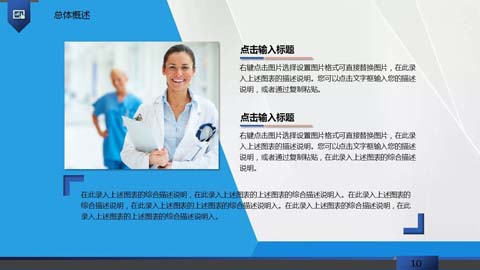 总体概述
点击输入标题
右键点击图片选择设置图片格式可直接替换图片，在此录
入上述图表的描述说明。您可以点击文字框输入您的描述
说明，或者通过复制粘贴。
点击输入标题
右键点击图片选择设置图片格式可直接替换图片，在此录
入上述图表的描述说明。您可以点击文字框输入您的描述
说明，或者通过复制粘贴，在此录入上述图表的描述说
明。
在此录入上述图表的综合描述说明，在此录入上述图表的上述图表的综合描述说明入。在此录入上述图表的
综合描述说明，在此录入上述图表的上述图表的综合描述说明入。在此录入上述图表的综合描述说明，在此
录入上述图表的上述图表的综合描述说明入。
10